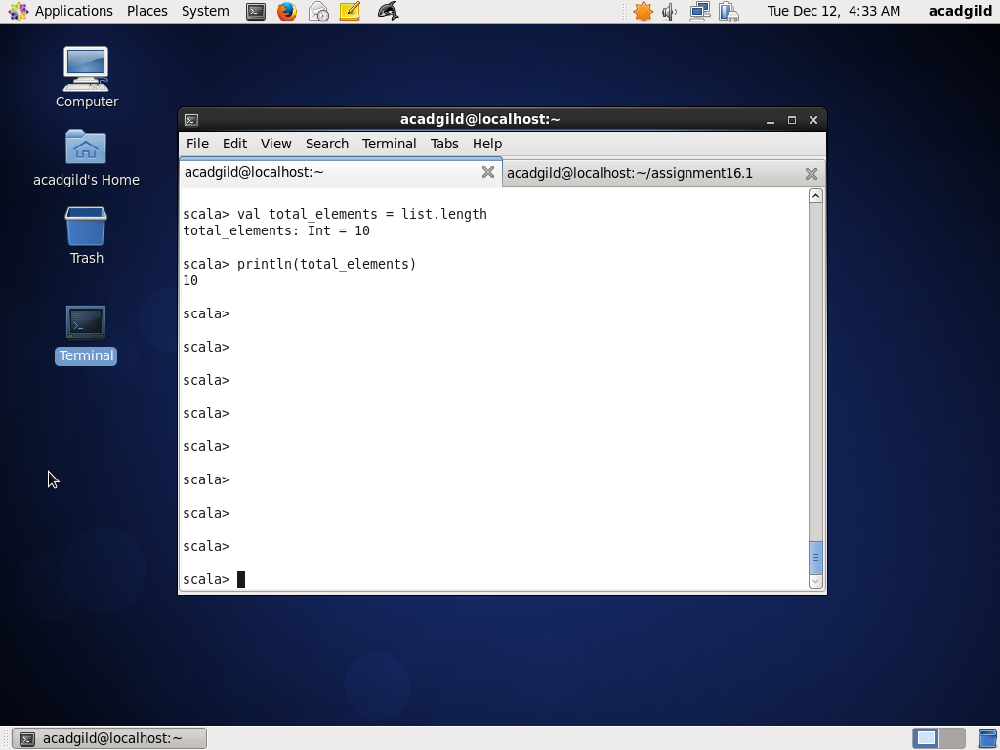 Applications Places System Tue Dec 12, 4:33 AM acadgild
Computer
acadgild's Home
Trash
Terminal
acadgild@localhost:~
File Edit View Search Terminal Tabs Help
acadgild@localhost:~ acadgild@localhost:~/assignment16.1
scala> val total_elements = list.length
total_elements: Int = 10
scala> println(total_elements)
10
scala>
scala>
scala>
scala>
scala>
scala>
scala>
scala>
scala>
acadgild@localhost:~